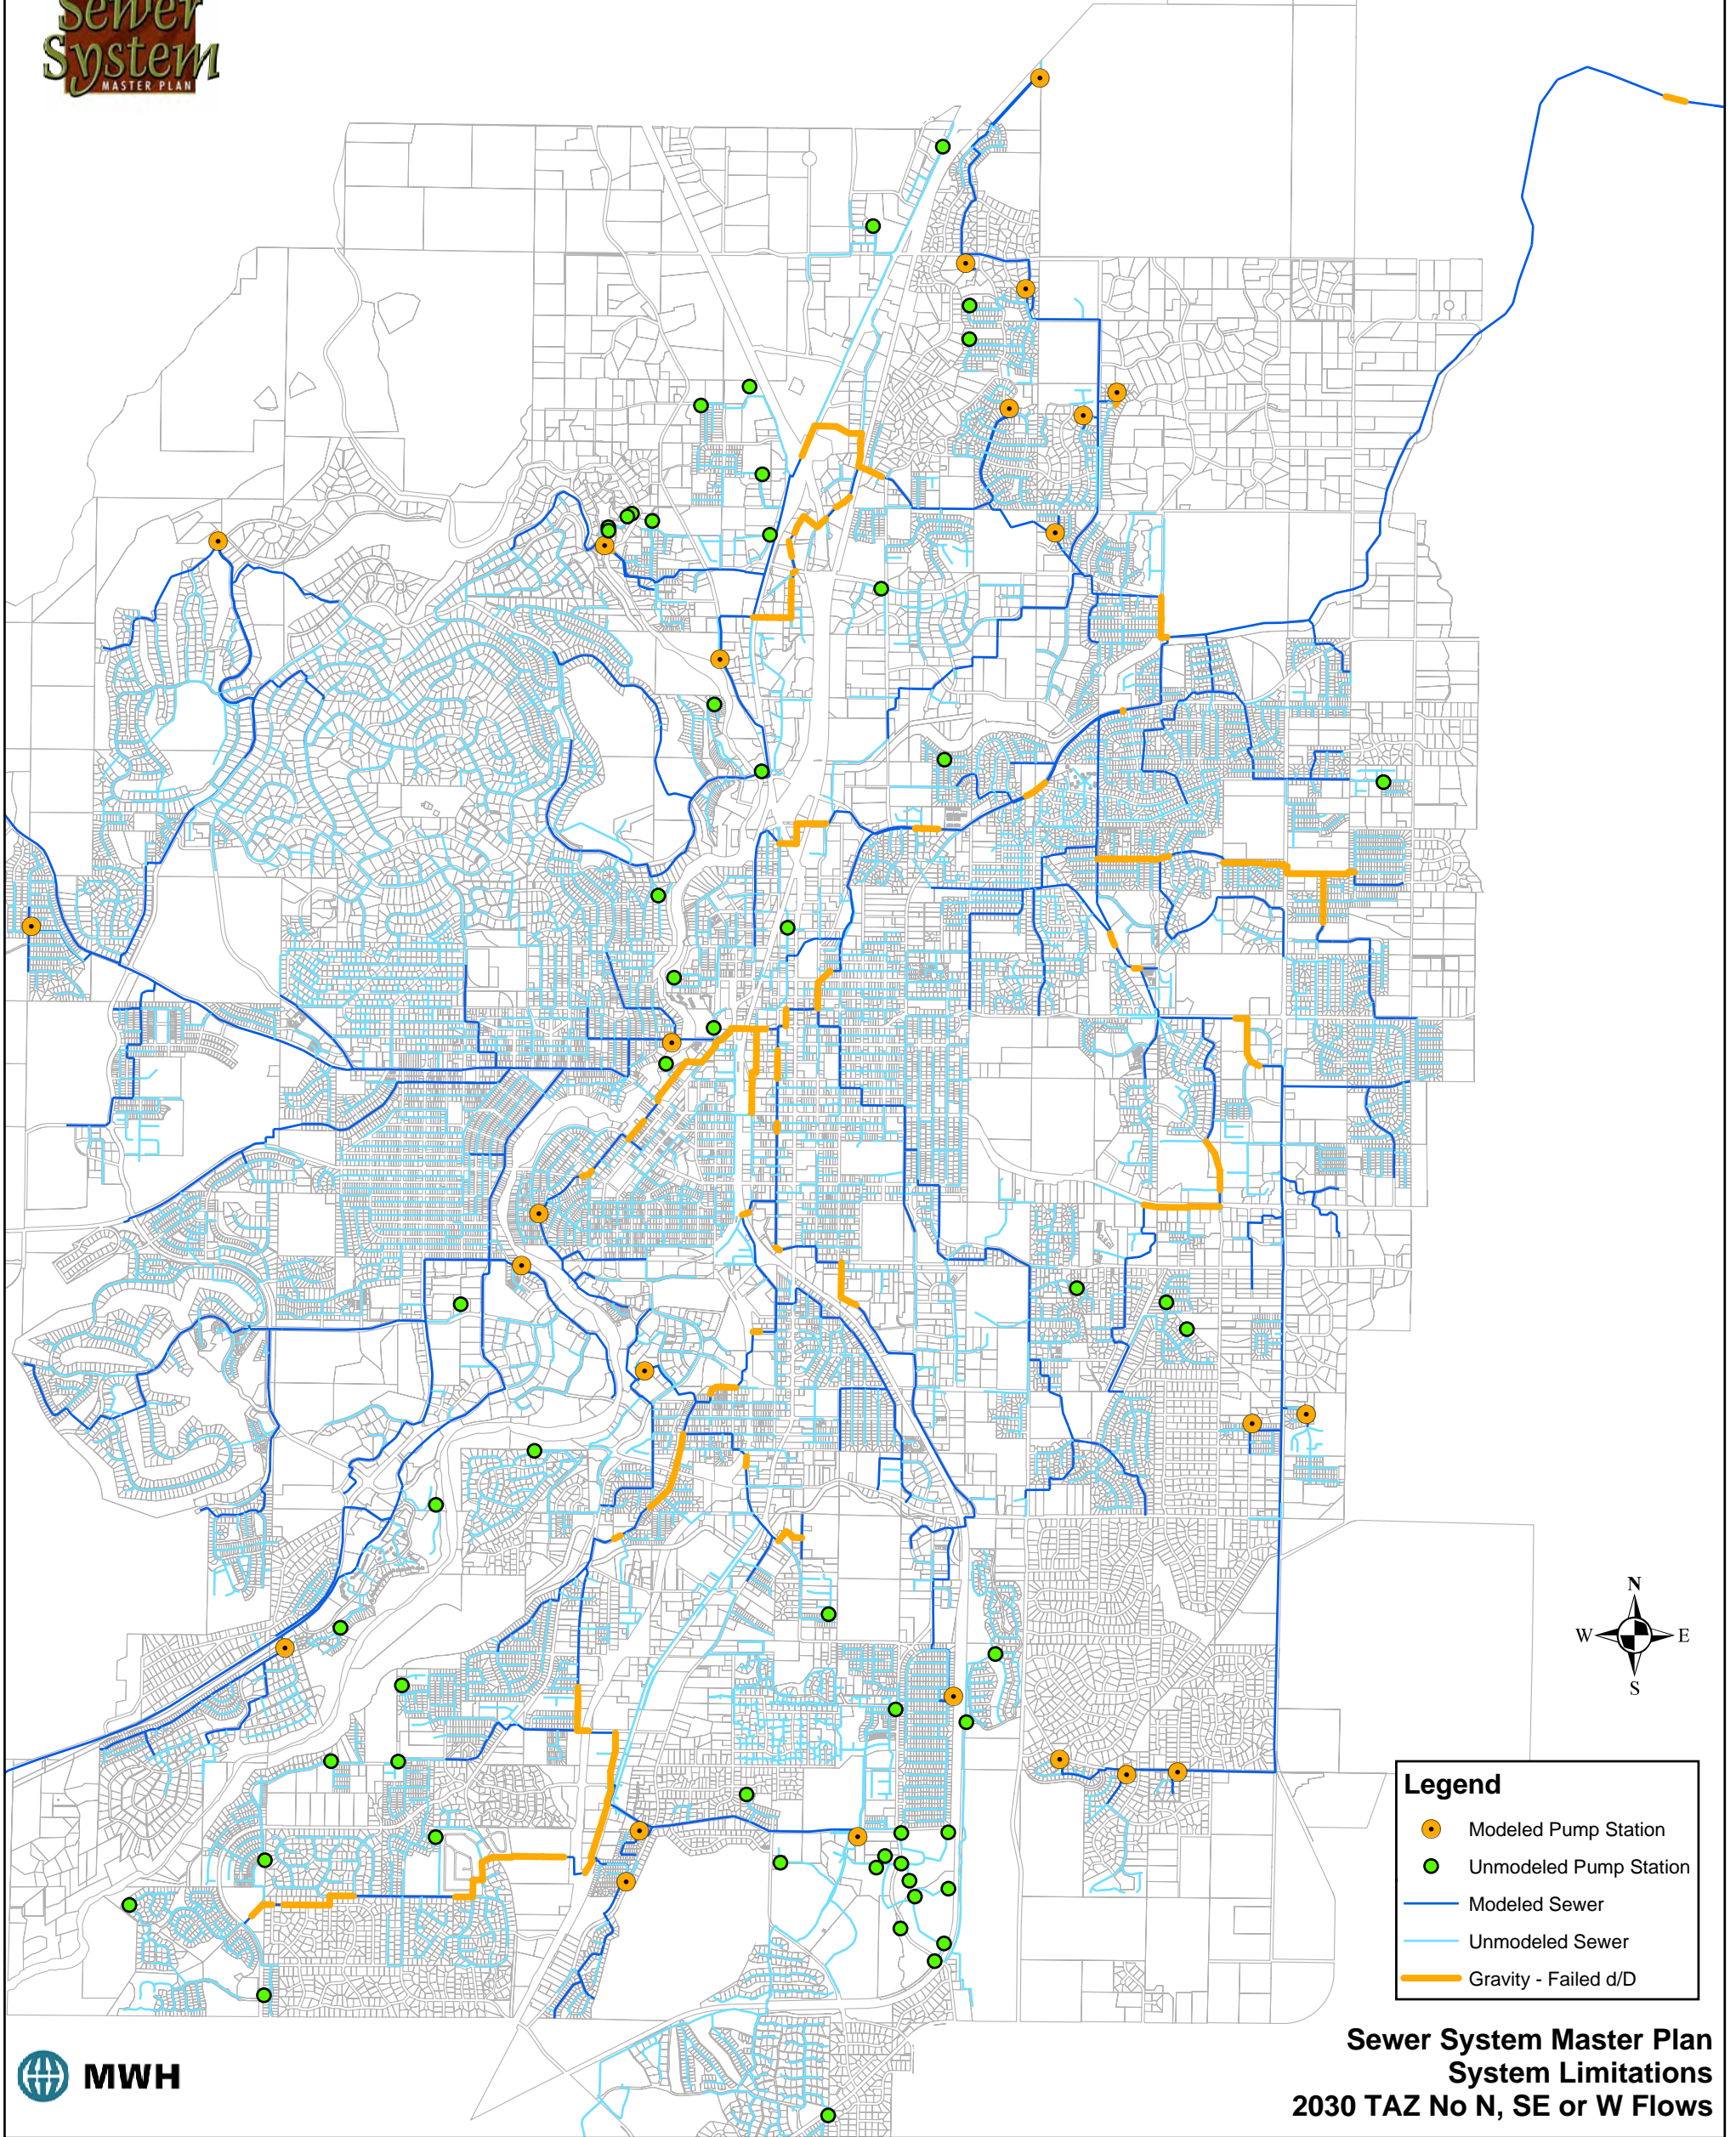 Sewer
System
MASTER PLAN
N
W E
S
Legend
Modeled Pump Station
Unmodeled Pump Station
Modeled Sewer
Unmodeled Sewer
Gravity - Failed d/D
MWH
Sewer System Master Plan
System Limitations
2030 TAZ No N, SE or W Flows